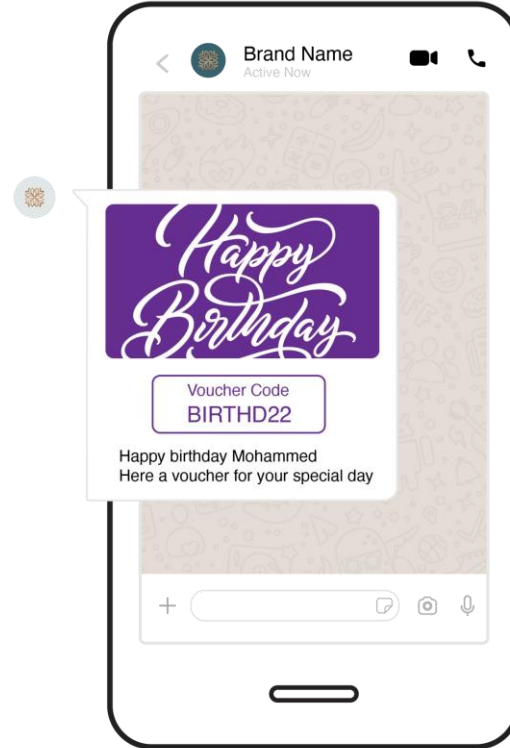 Brand Name
Active Now
Happy
Birthday
Voucher Code
BIRTHD22
Happy birthday Mohammed
Here a voucher for your special day